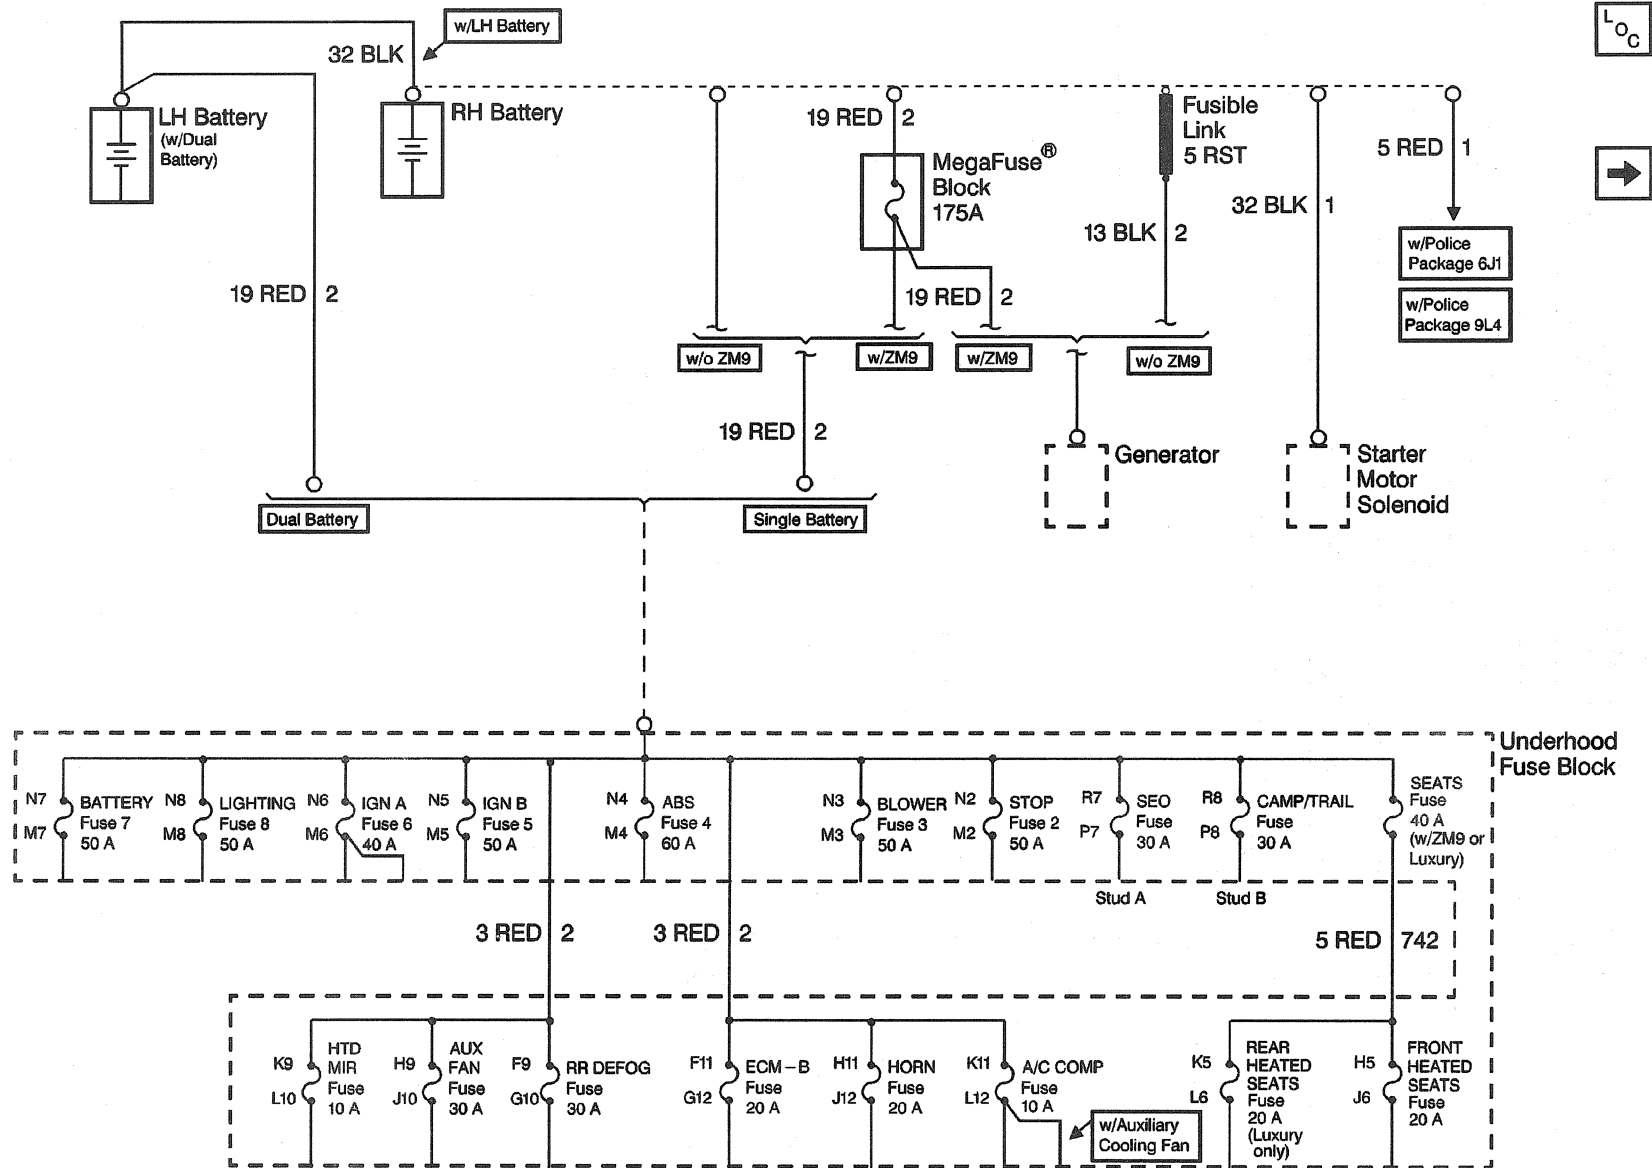 w/LH Battery
L
O
C
32 BLK
LH Battery
(w/Dual
Battery)
RH Battery
19 RED 2
Fusible
Link
5 RST
MegaFuse®
Block
175A
5 RED 1
32 BLK 1
13 BLK 2
w/Police
Package 6J1
w/Police
Package 9L4
19 RED 2
19 RED 2
w/o ZM9
w/ZM9
w/ZM9
w/o ZM9
19 RED 2
Generator
Starter
Motor
Solenoid
Dual Battery
Single Battery
Underhood
Fuse Block
N7
M7
BATTERY
Fuse 7
50 A
N8
M8
LIGHTING
Fuse 8
50 A
N6
M6
IGN A
Fuse 6
40 A
N5
M5
IGN B
Fuse 5
50 A
N4
M4
ABS
Fuse 4
60 A
N3
M3
BLOWER
Fuse 3
50 A
N2
M2
STOP
Fuse 2
50 A
R7
P7
SEO
Fuse
30 A
R8
P8
CAMP/TRAIL
Fuse
30 A
SEATS
Fuse
40 A
(w/ZM9 or
Luxury)
Stud A
Stud B
3 RED 2
3 RED 2
5 RED 742
K9
L10
HTD
MIR
Fuse
10 A
H9
J10
AUX
FAN
Fuse
30 A
F9
G10
RR DEFOG
Fuse
30 A
F11
G12
ECM-B
Fuse
20 A
H11
J12
HORN
Fuse
20 A
K11
L12
A/C COMP
Fuse
10 A
w/Auxiliary
Cooling Fan
K5
L6
REAR
HEATED
SEATS
Fuse
20 A
(Luxury
only)
H5
J6
FRONT
HEATED
SEATS
Fuse
20 A